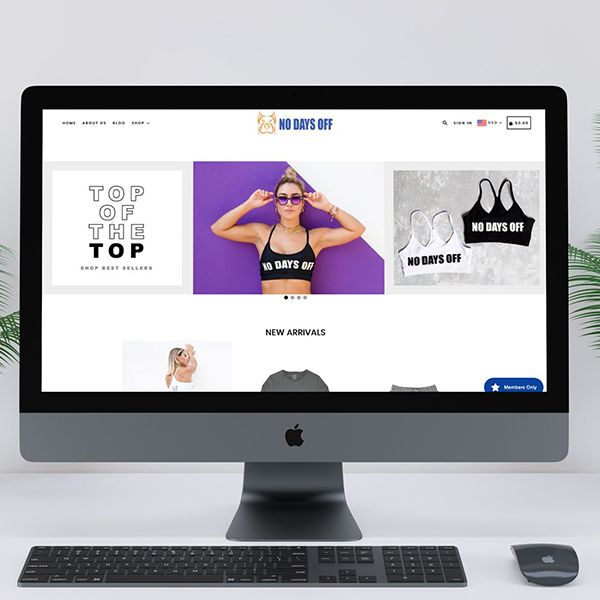 HOME ABOUT US BLOG SHOP
NO DAYS OFF
SIGN IN USD $0.00
TOP
OF
THE
TOP
SHOP BEST SELLERS
NO DAYS OFF
NO DAYS OFF
NO DAYS OFF
NEW ARRIVALS
Members Only